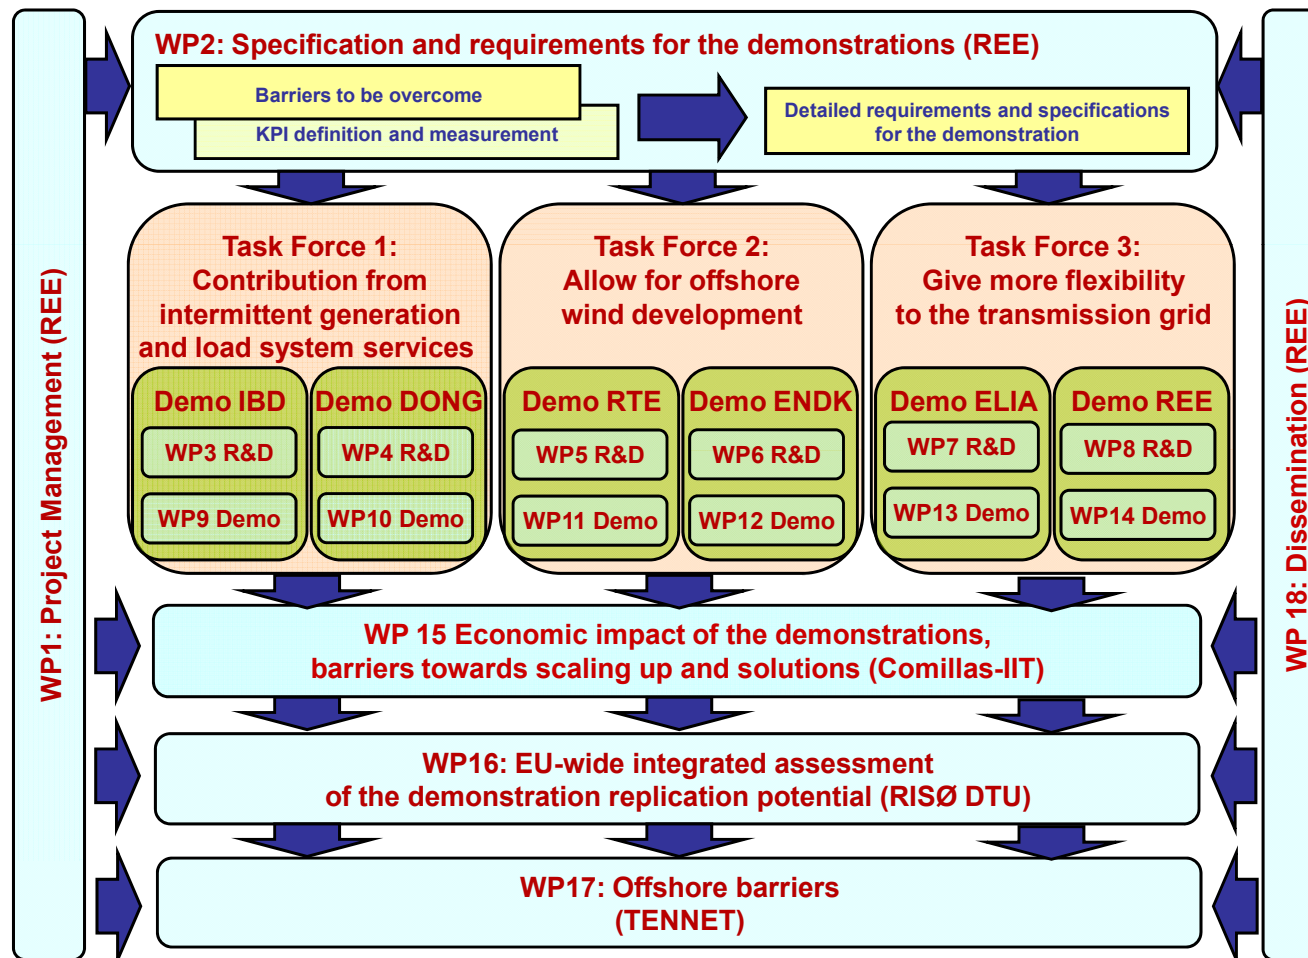 WP2: Specification and requirements for the demonstrations (REE)
Barriers to be overcome
KPI definition and measurement
Detailed requirements and specifications
for the demonstration
WP1: Project Management (REE)
WP 18: Dissemination (REE)
Task Force 1:
Contribution from
intermittent generation
and load system services
Demo IBD
WP3 R&D
WP9 Demo
Demo DONG
WP4 R&D
WP10 Demo
Task Force 2:
Allow for offshore
wind development
Demo RTE
WP5 R&D
WP11 Demo
Demo ENDK
WP6 R&D
WP12 Demo
Task Force 3:
Give more flexibility
to the transmission grid
Demo ELIA
WP7 R&D
WP13 Demo
Demo REE
WP8 R&D
WP14 Demo
WP 15 Economic impact of the demonstrations,
barriers towards scaling up and solutions (Comillas-IIT)
WP16: EU-wide integrated assessment
of the demonstration replication potential (RISØ DTU)
WP17: Offshore barriers
(TENNET)